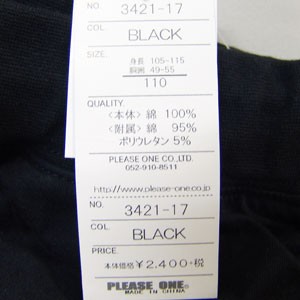 NO.
3421-17
COL.
BLACK
SIZE.
身長 105-115
胸囲 49-55
110
QUALITY.
〈本体〉綿 100%
〈附属〉綿 95%
ポリウレタン 5%
PLEASE ONE CO.,LTD.
052-910-8511
http://www.please-one.co.jp
NO.
3421-17
COL.
BLACK
PRICE.
本体価格 ¥2,400+税
PLEASE ONE.
MADE IN CHINA